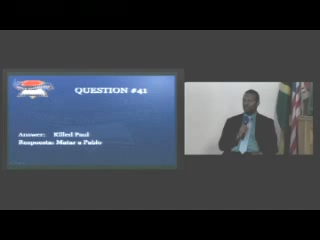 QUESTION #41
Answer: Killed Paul
Respuesta: Matar a Pablo